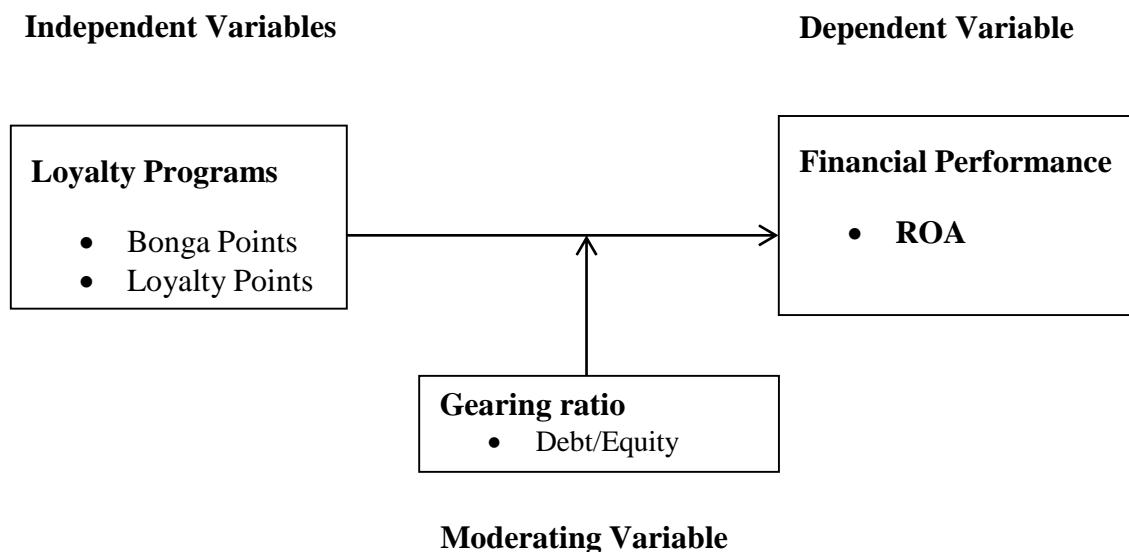 Independent Variables
Dependent Variable
Loyalty Programs
• Bonga Points
• Loyalty Points
Financial Performance
• ROA
Gearing ratio
• Debt/Equity
Moderating Variable